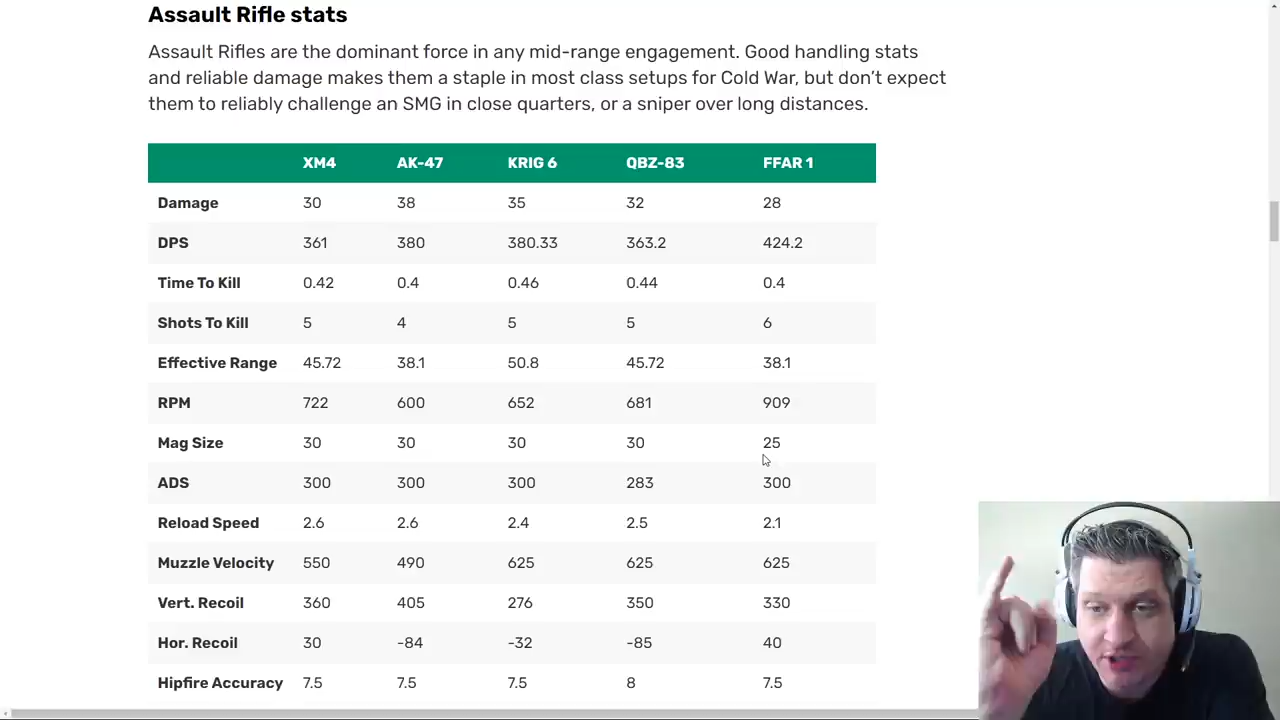 Assault Rifle stats
Assault Rifles are the dominant force in any mid-range engagement. Good handling stats
and reliable damage makes them a staple in most class setups for Cold War, but don’t expect
them to reliably challenge an SMG in close quarters, or a sniper over long distances.
XM4 AK-47 KRIG 6 QBZ-83 FFAR 1
Damage 30 38 35 32 28
DPS 361 380 380.33 363.2 424.2
Time To Kill 0.42 0.4 0.46 0.44 0.4
Shots To Kill 5 4 5 5 6
Effective Range 45.72 38.1 50.8 45.72 38.1
RPM 722 600 652 681 909
Mag Size 30 30 30 30 25
ADS 300 300 300 283 300
Reload Speed 2.6 2.6 2.4 2.5 2.1
Muzzle Velocity 550 490 625 625 625
Vert. Recoil 360 405 276 350 330
Hor. Recoil 30 -84 -32 -85 40
Hipfire Accuracy 7.5 7.5 7.5 8 7.5